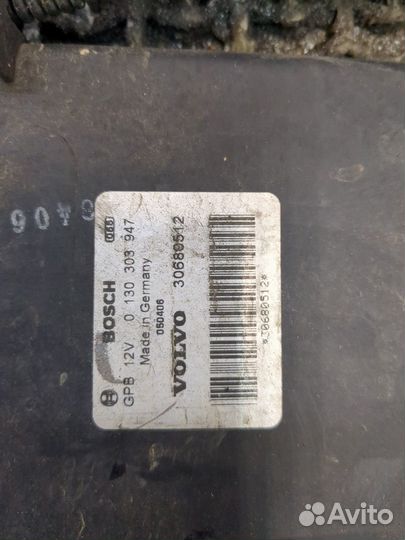 BOSCH
GPB 12V 0 130 303 947
Made in Germany
050406
VOLVO 30680512
*30680512*
Avito